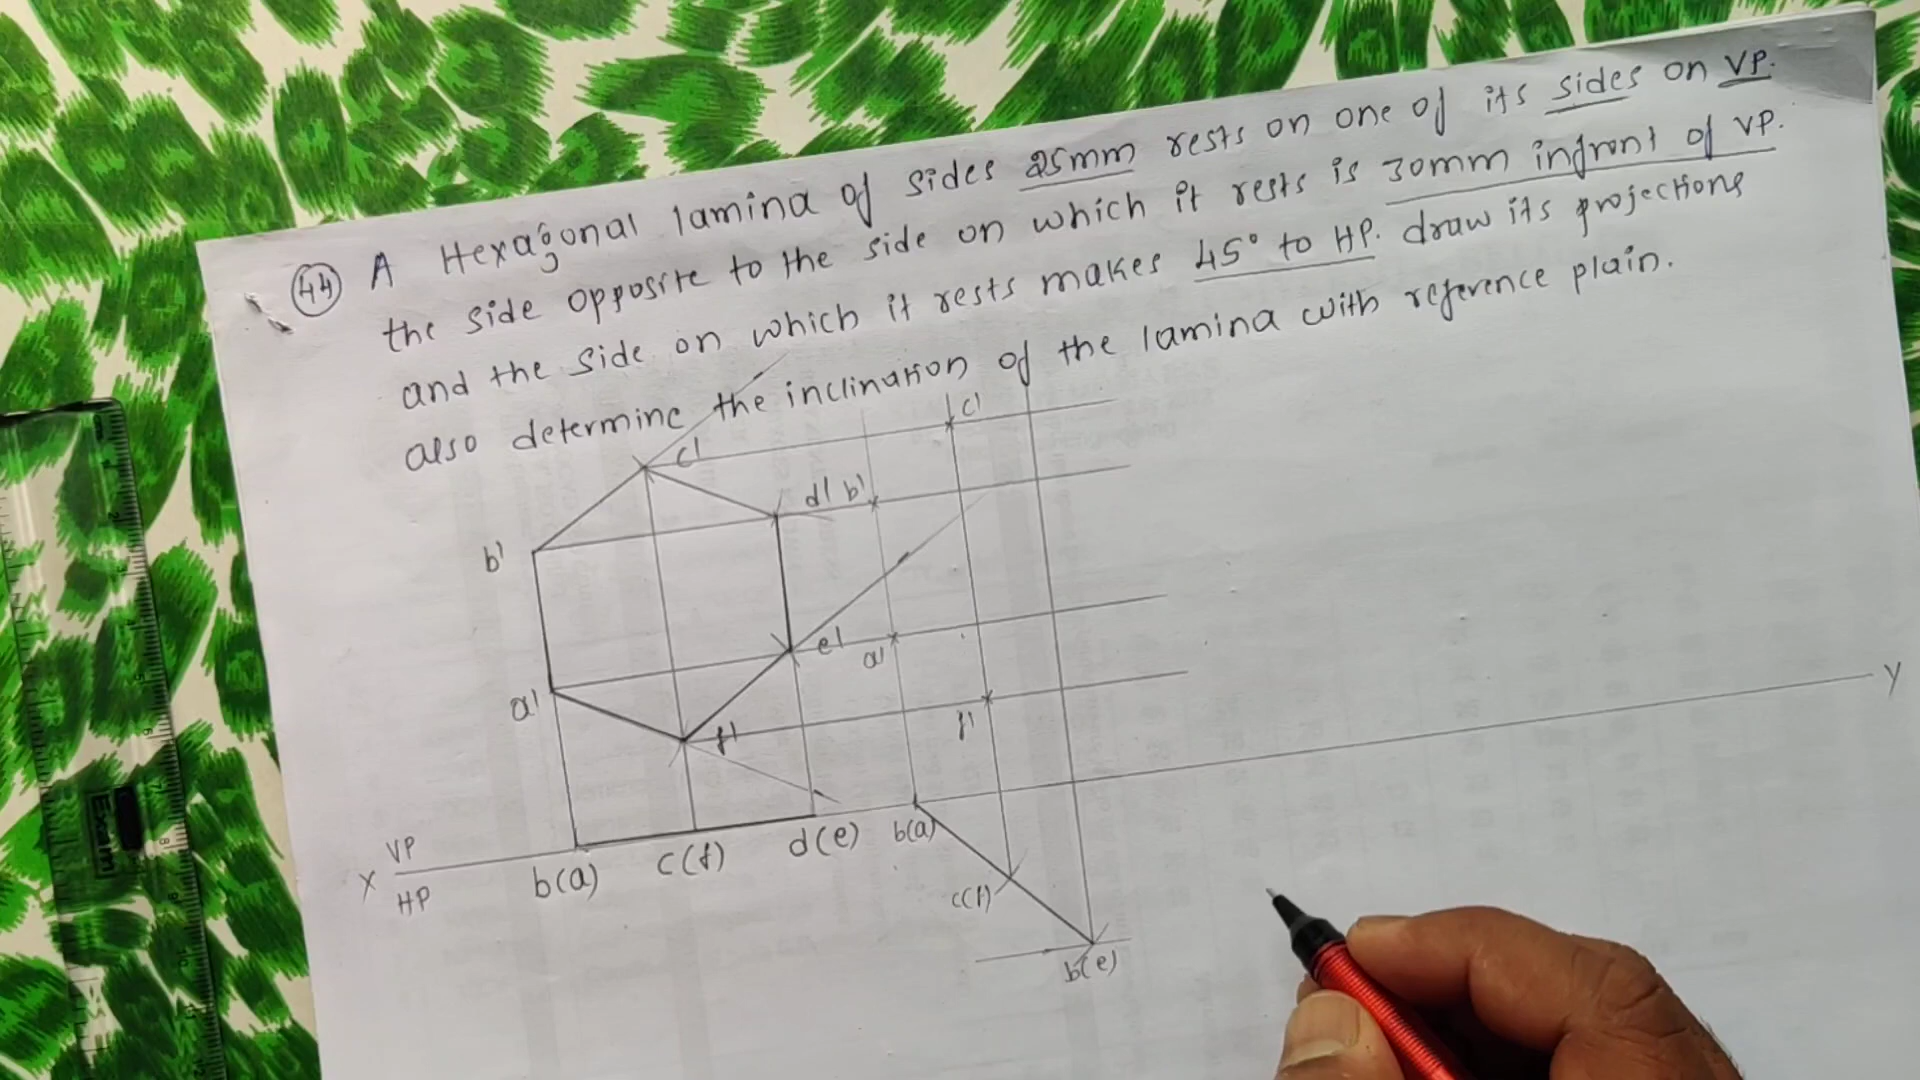 44 A Hexagonal lamina of sides 25mm rests on one of its sides on VP.
the side opposite to the side on which it rests is 30mm infront of VP.
and the side on which it rests makes 45° to HP. draw its projections
also determine the inclination of the lamina with reference plain.
c' c'
d' b'
b'
e' a'
a'
f' f'
Y
VP
X
HP
b(a) c(f) d(e) b(a)
c(f)
b(e)